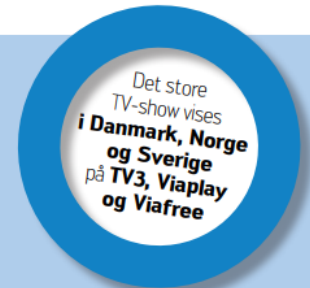 Det store
TV-show vises
i Danmark, Norge
og Sverige
på TV3, Viaplay
og Viafree